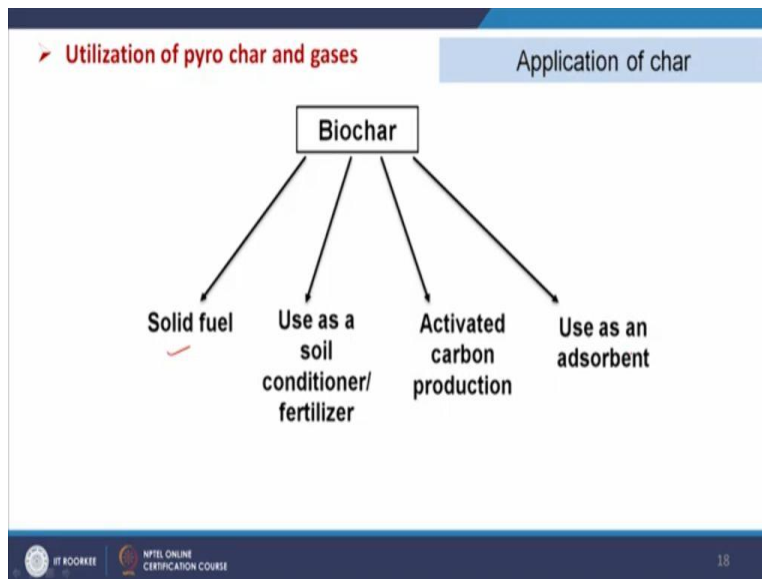 ➤ Utilization of pyro char and gases
Application of char
Biochar
Solid fuel
Use as a
soil
conditioner/
fertilizer
Activated
carbon
production
Use as an
adsorbent
IIT ROORKEE
NPTEL ONLINE
CERTIFICATION COURSE
18